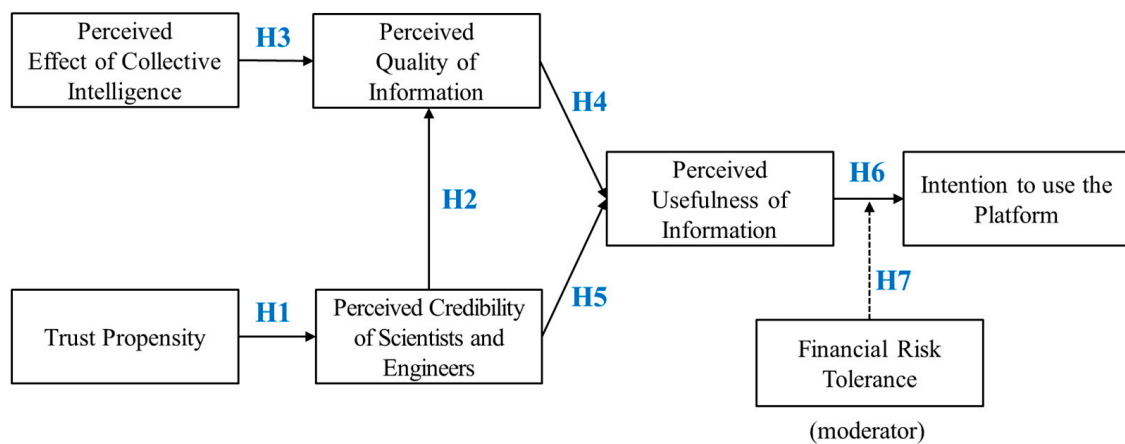 Perceived
Effect of Collective
Intelligence
H3
Perceived
Quality of
Information
H4
H2
Perceived
Usefulness of
Information
H6
Intention to use the
Platform
Trust Propensity
H1
Perceived Credibility
of Scientists and
Engineers
H5
H7
Financial Risk
Tolerance
(moderator)